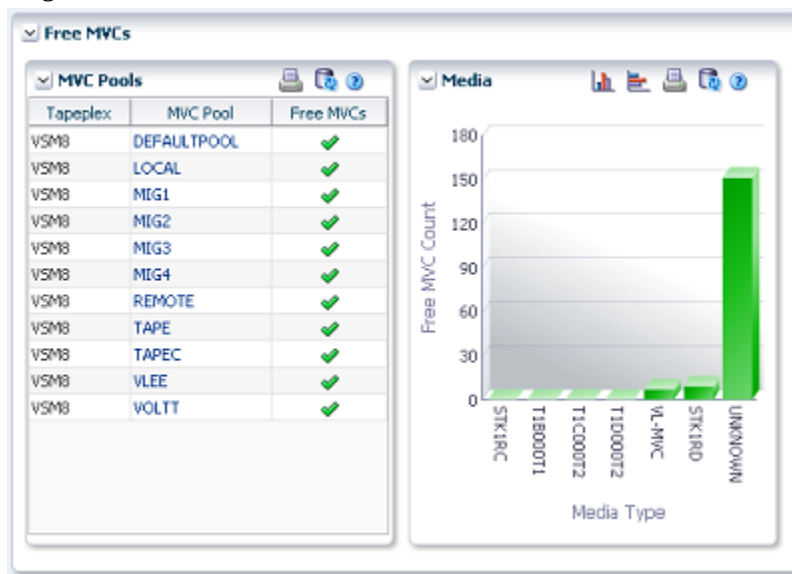 Free MVCs
MVC Pools
Tapeplex MVC Pool Free MVCs
VSM8 DEFAULTPOOL
VSM8 LOCAL
VSM8 MIG1
VSM8 MIG2
VSM8 MIG3
VSM8 MIG4
VSM8 REMOTE
VSM8 TAPE
VSM8 TAPEC
VSM8 VLEE
VSM8 VOLTT
Media
Free MVC Count
180
150
120
90
60
30
0
STK1RC
T1B000T1
T1C000T2
T1D000T2
VL-MVC
STK1RD
UNKNOWN
Media Type